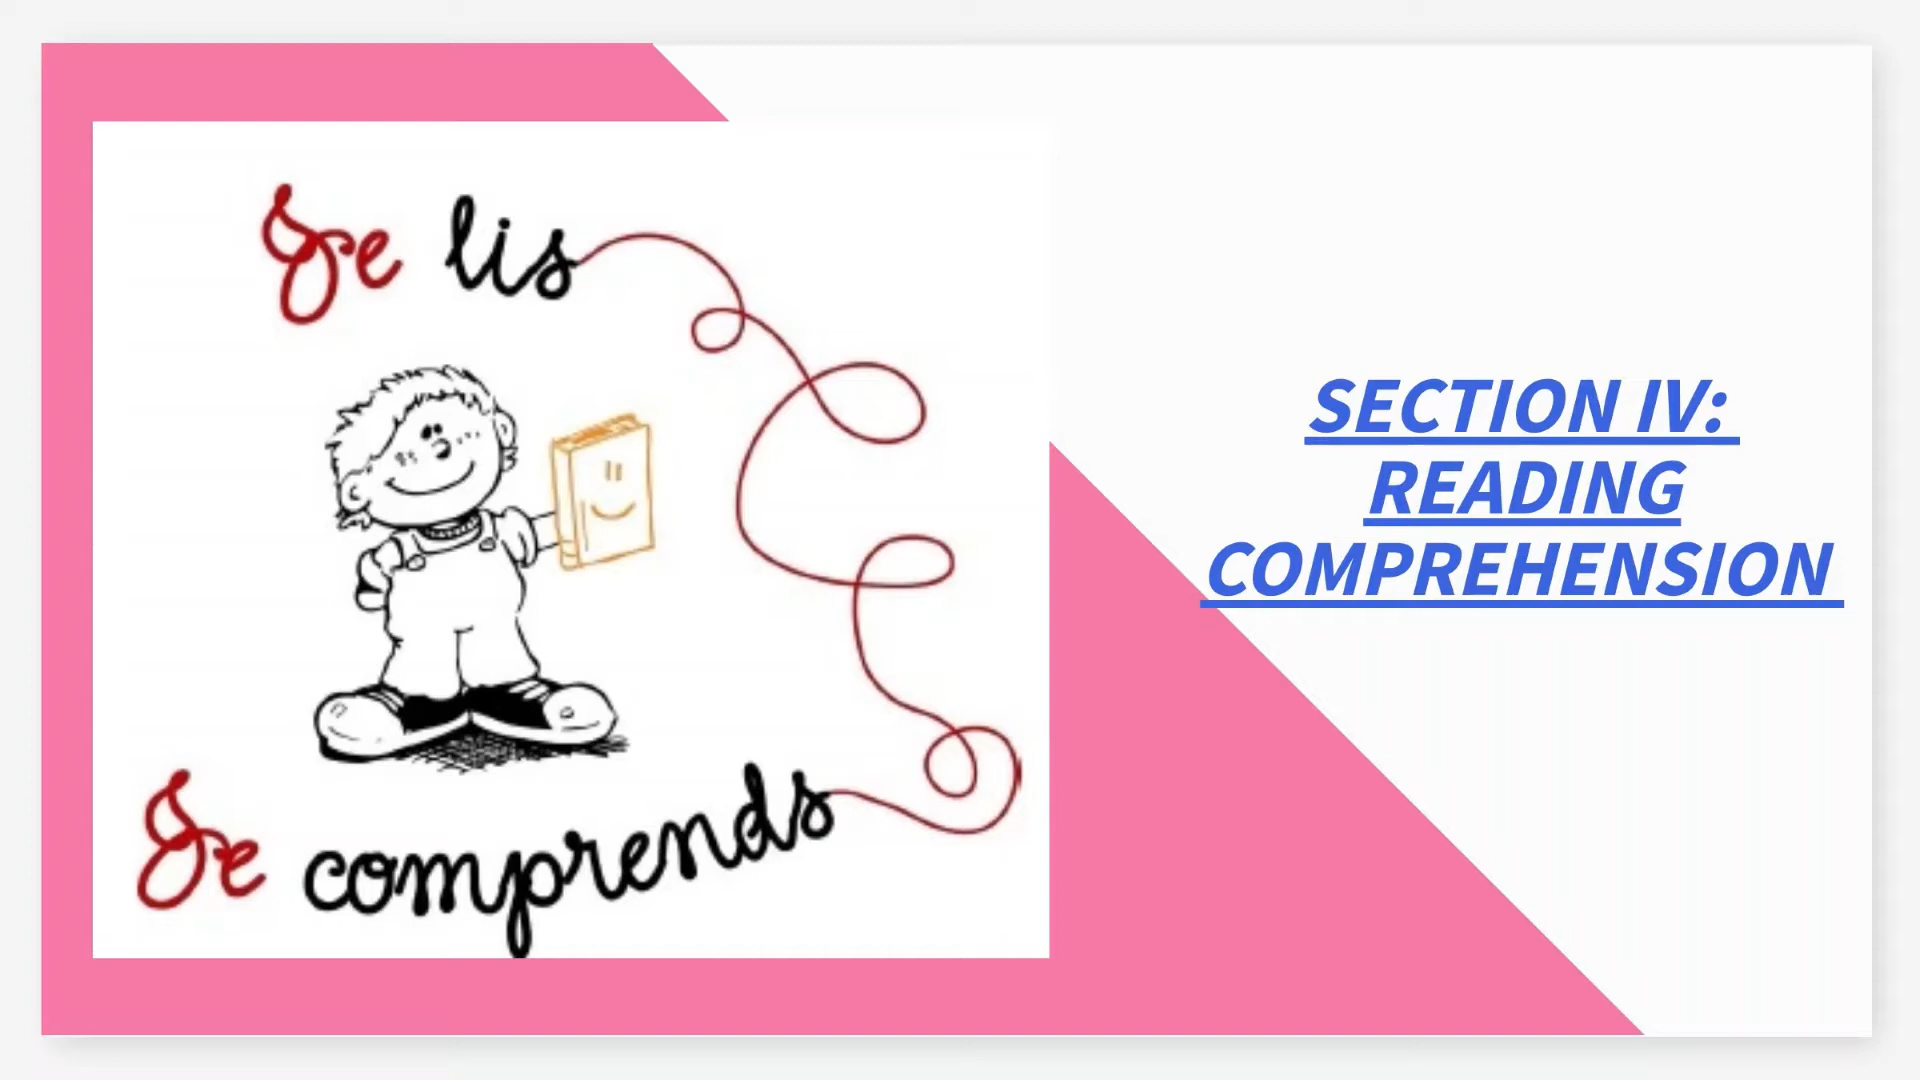 Je lis
Je comprends
SECTION IV:
READING
COMPREHENSION